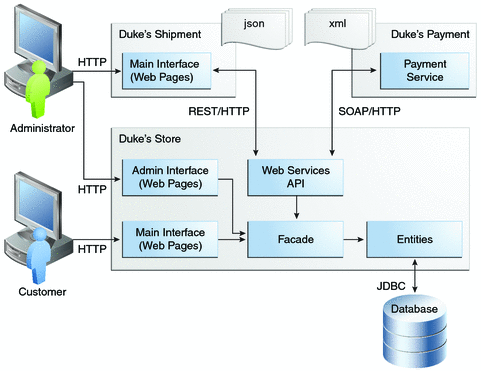 Duke's Shipment
json
xml
Duke's Payment
HTTP
Main Interface
(Web Pages)
Payment
Service
Administrator
REST/HTTP
SOAP/HTTP
Duke's Store
HTTP
Admin Interface
(Web Pages)
Web Services
API
HTTP
Main Interface
(Web Pages)
Facade
Entities
Customer
JDBC
Database